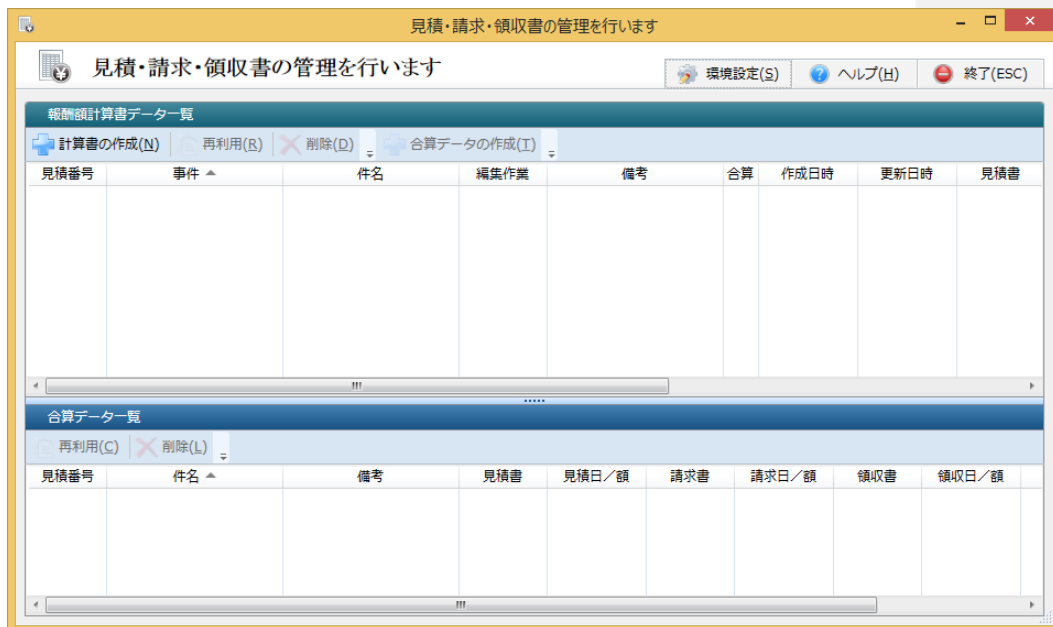 見積・請求・領収書の管理を行います
見積・請求・領収書の管理を行います 環境設定(S) ヘルプ(H) 終了(ESC)
報酬額計算書データ一覧
計算書の作成(N) 再利用(R) 削除(D) 合算データの作成(T)
見積番号 事件 件名 編集作業 備考 合算 作成日時 更新日時 見積書
合算データ一覧
再利用(C) 削除(L)
見積番号 件名 備考 見積書 見積日／額 請求書 請求日／額 領収書 領収日／額